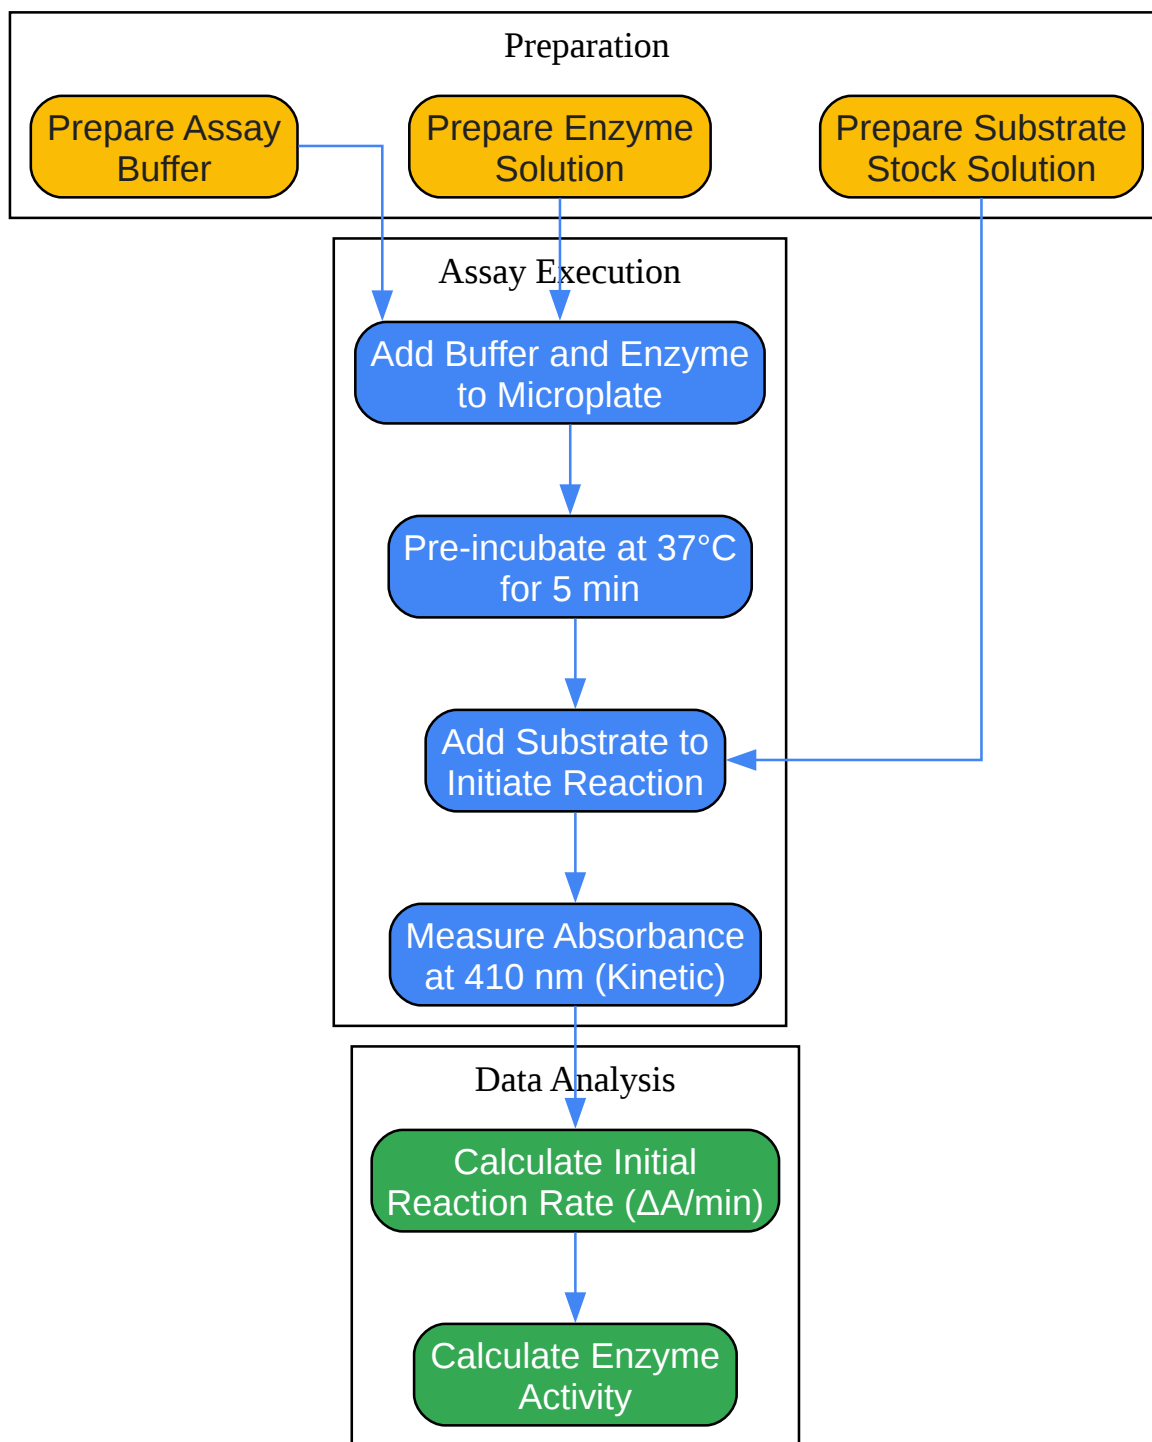 Preparation
Prepare Assay
Buffer
Prepare Enzyme
Solution
Prepare Substrate
Stock Solution
Assay Execution
Add Buffer and Enzyme
to Microplate
Pre-incubate at 37°C
for 5 min
Add Substrate to
Initiate Reaction
Measure Absorbance
at 410 nm (Kinetic)
Data Analysis
Calculate Initial
Reaction Rate (ΔA/min)
Calculate Enzyme
Activity